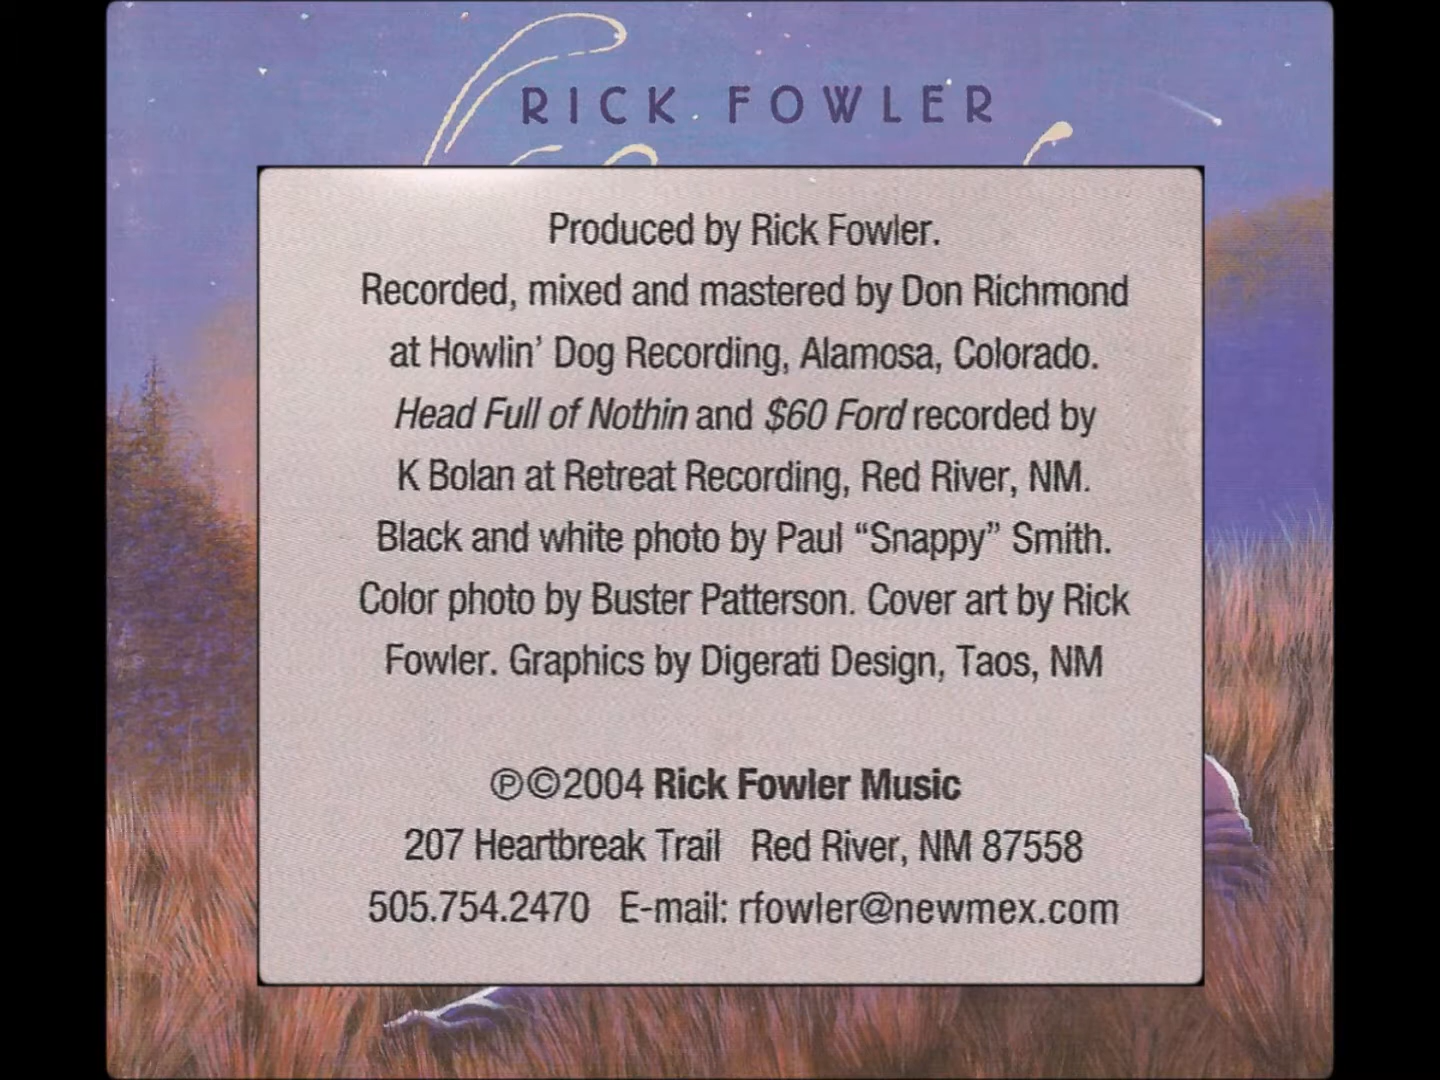 RICK FOWLER
Produced by Rick Fowler.
Recorded, mixed and mastered by Don Richmond
at Howlin’ Dog Recording, Alamosa, Colorado.
Head Full of Nothin and $60 Ford recorded by
K Bolan at Retreat Recording, Red River, NM.
Black and white photo by Paul “Snappy” Smith.
Color photo by Buster Patterson. Cover art by Rick
Fowler. Graphics by Digerati Design, Taos, NM
℗©2004 Rick Fowler Music
207 Heartbreak Trail Red River, NM 87558
505.754.2470 E-mail: rfowler@newmex.com